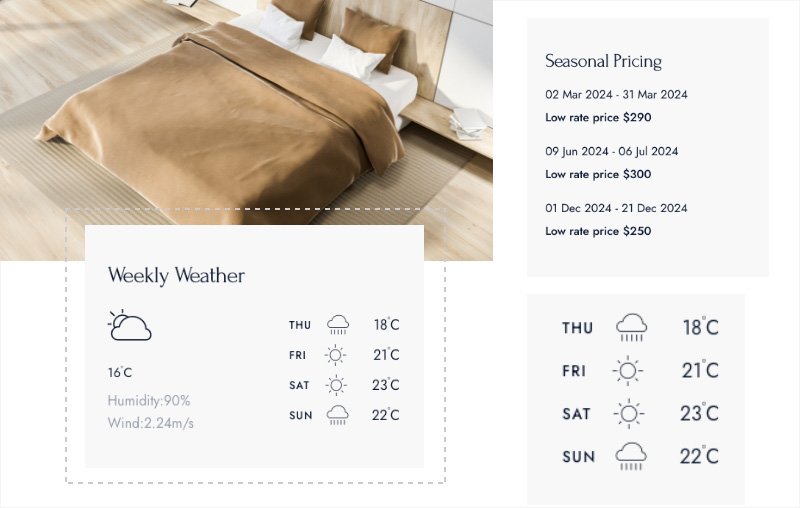 Seasonal Pricing
02 Mar 2024 - 31 Mar 2024
Low rate price $290
09 Jun 2024 - 06 Jul 2024
Low rate price $300
01 Dec 2024 - 21 Dec 2024
Low rate price $250
Weekly Weather
16°C
Humidity:90%
Wind:2.24m/s
THU 18°C
FRI 21°C
SAT 23°C
SUN 22°C
THU 18°C
FRI 21°C
SAT 23°C
SUN 22°C